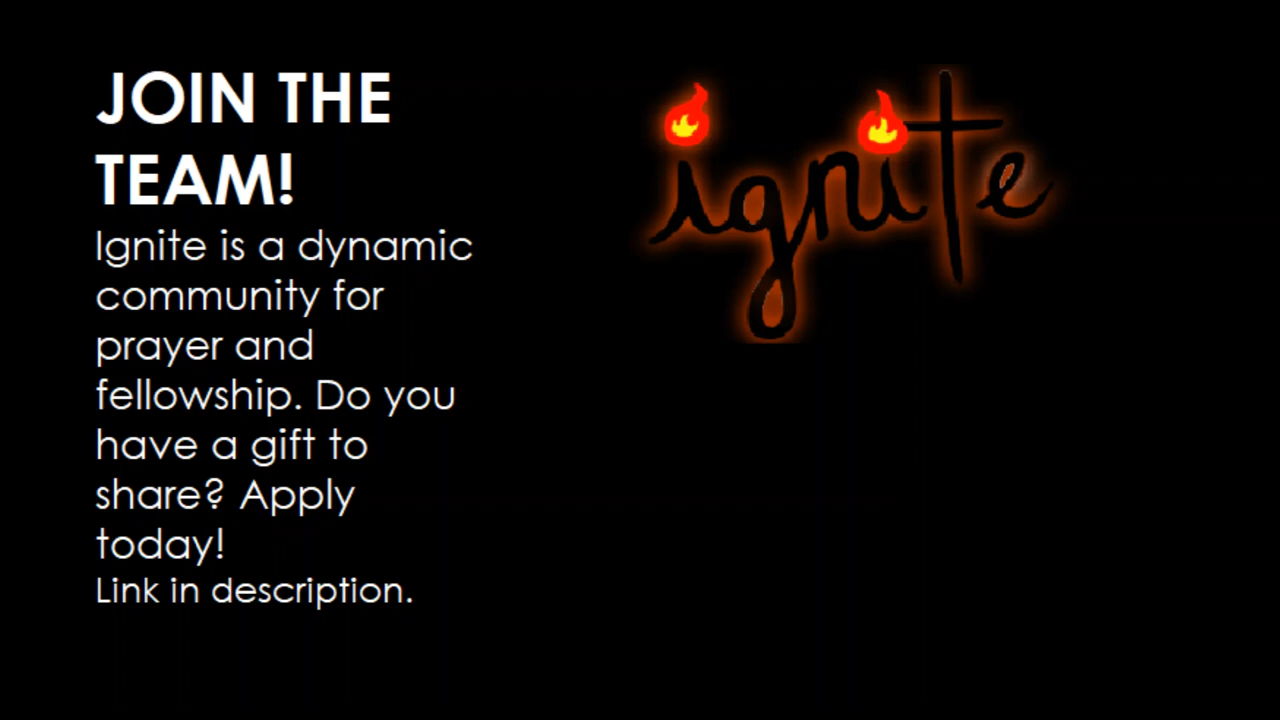 JOIN THE
TEAM!
Ignite is a dynamic
community for
prayer and
fellowship. Do you
have a gift to
share? Apply
today!
Link in description.
ignite